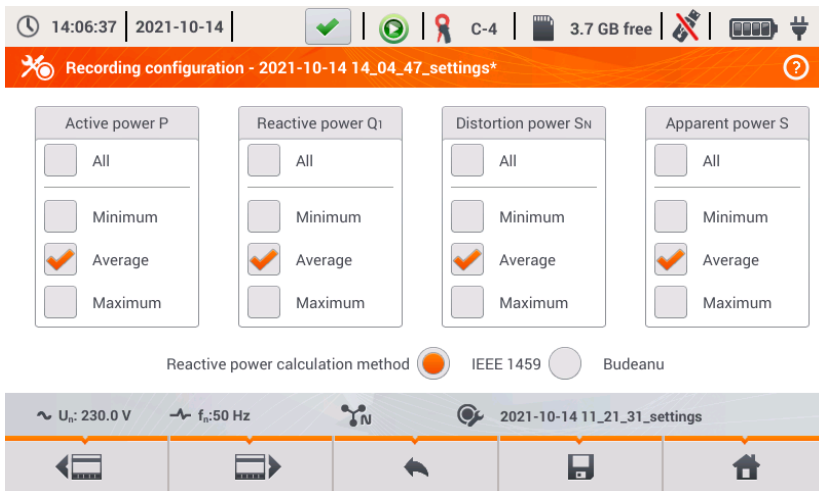 14:06:37 2021-10-14 C-4 3.7 GB free
Recording configuration - 2021-10-14 14_04_47_settings* ?
Active power P Reactive power Q1 Distortion power SN Apparent power S
All All All All
Minimum Minimum Minimum Minimum
Average Average Average Average
Maximum Maximum Maximum Maximum
Reactive power calculation method IEEE 1459 Budeanu
Un: 230.0 V fn:50 Hz N 2021-10-14 11_21_31_settings